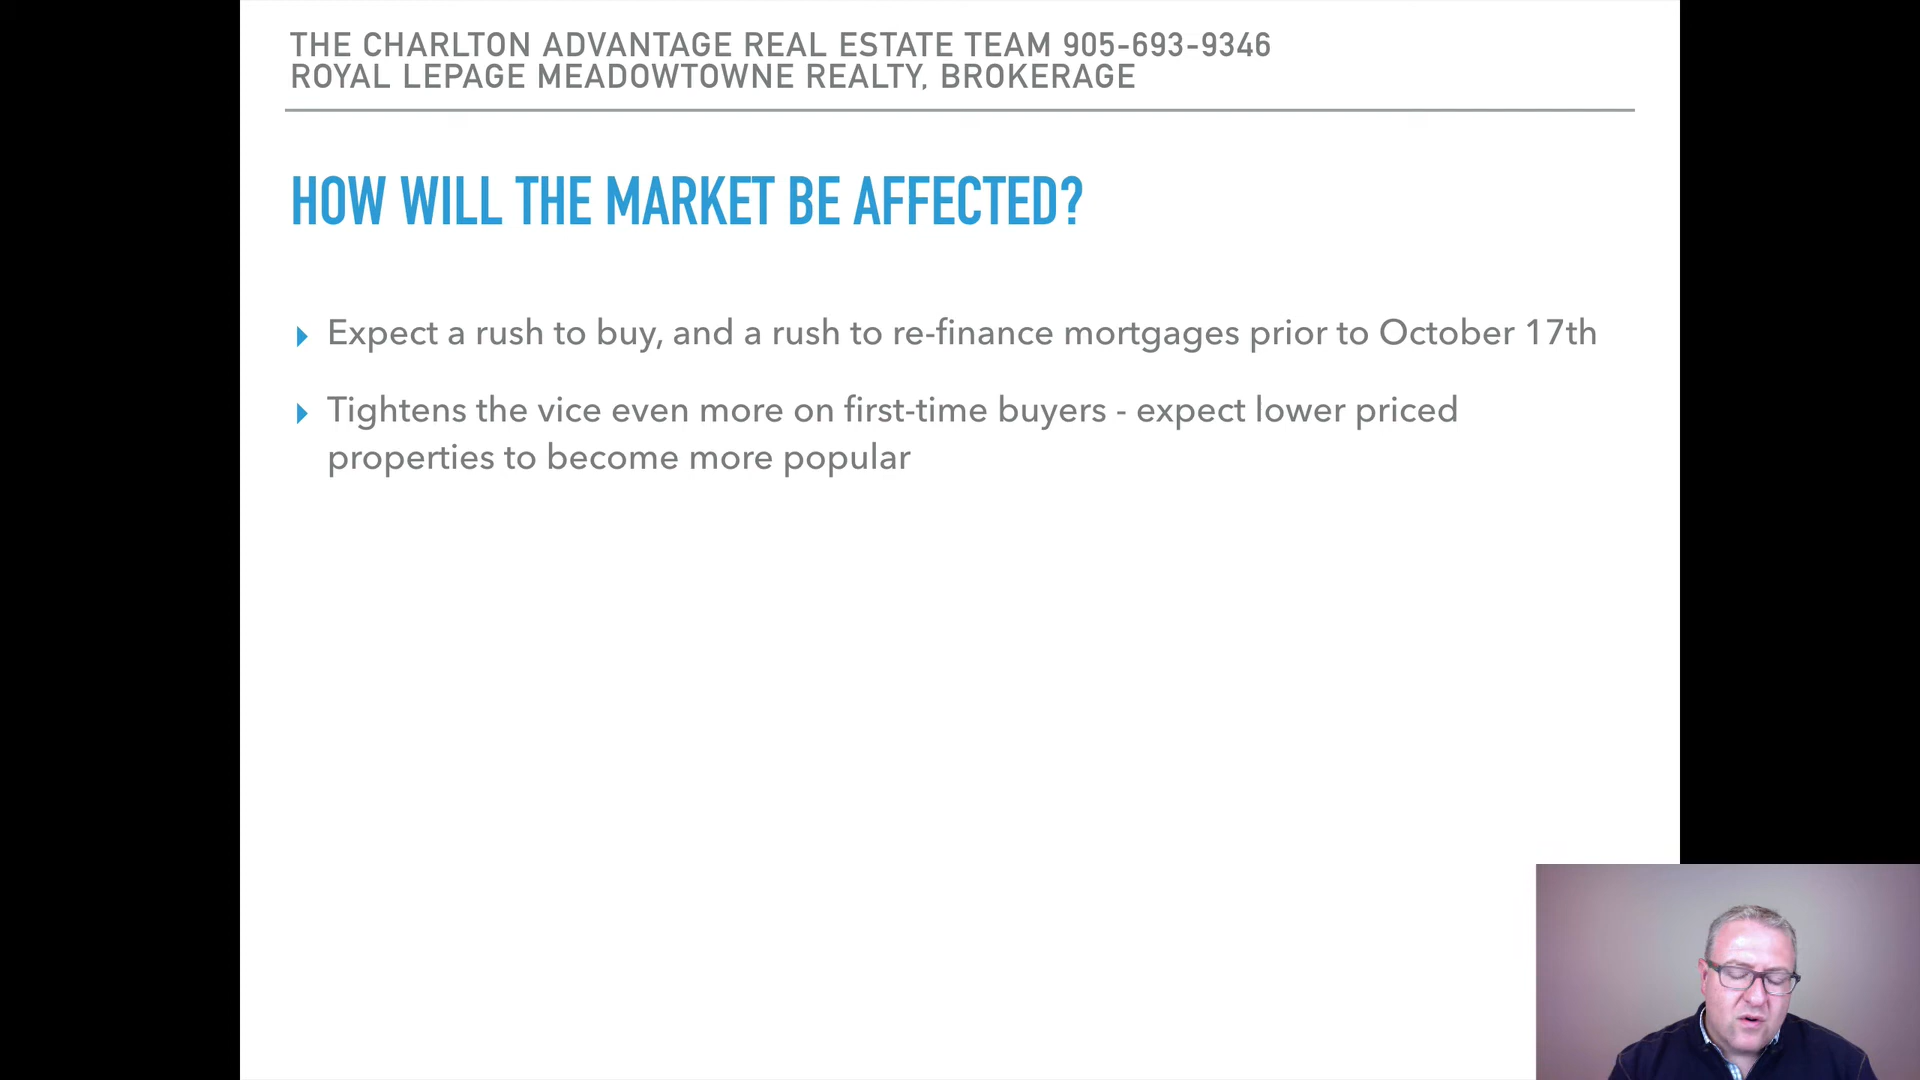 THE CHARLTON ADVANTAGE REAL ESTATE TEAM 905-693-9346
ROYAL LEPAGE MEADOWTOWNE REALTY, BROKERAGE
HOW WILL THE MARKET BE AFFECTED?
Expect a rush to buy, and a rush to re-finance mortgages prior to October 17th
Tightens the vice even more on first-time buyers - expect lower priced
properties to become more popular